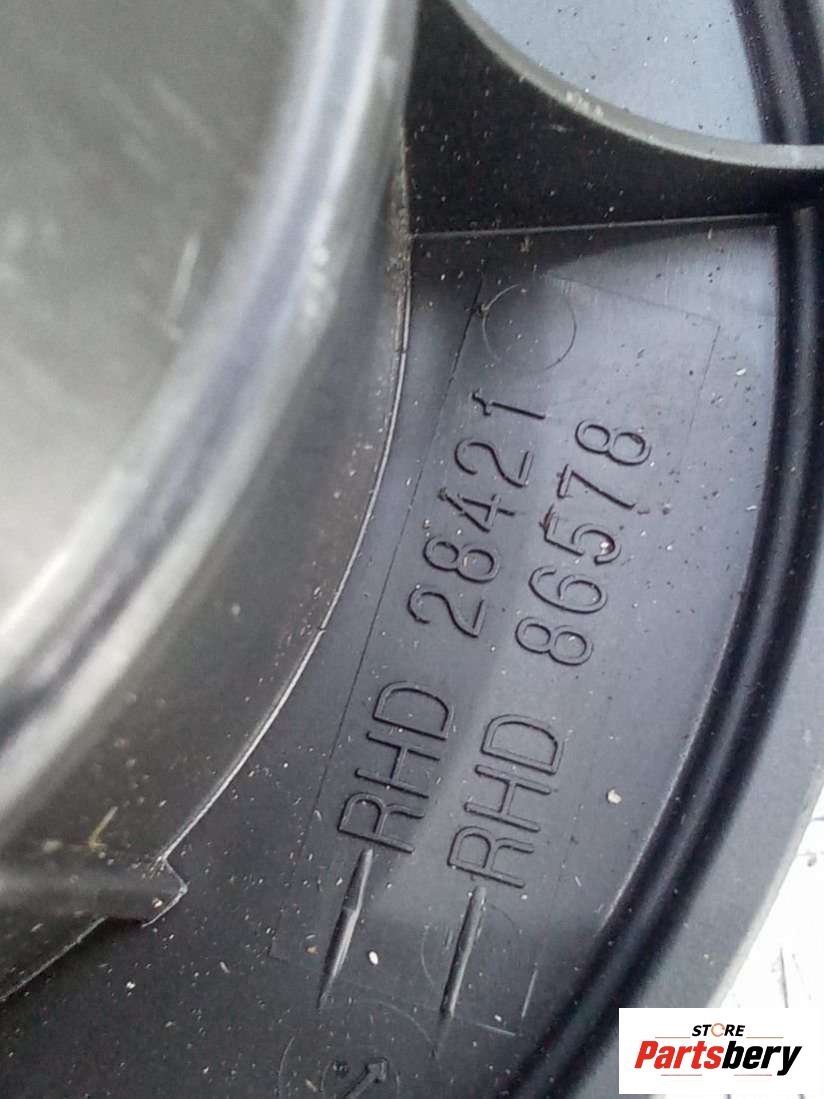 RHD 28421
RHD 86578
STORE
Partsbery